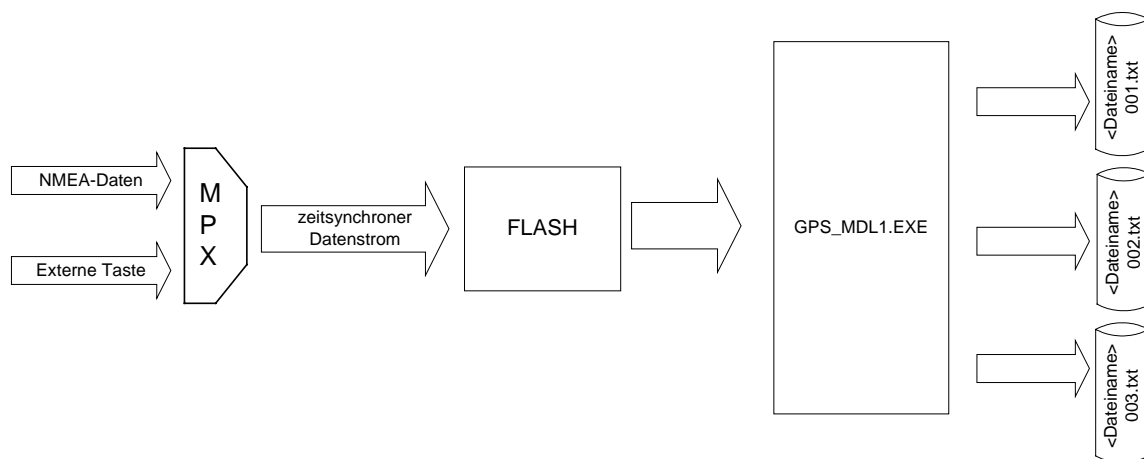 NMEA-Daten
Externe Taste
M
P
X
zeitsynchroner
Datenstrom
FLASH
GPS_MDL1.EXE
<Dateiname>
001.txt
<Dateiname>
002.txt
<Dateiname>
003.txt